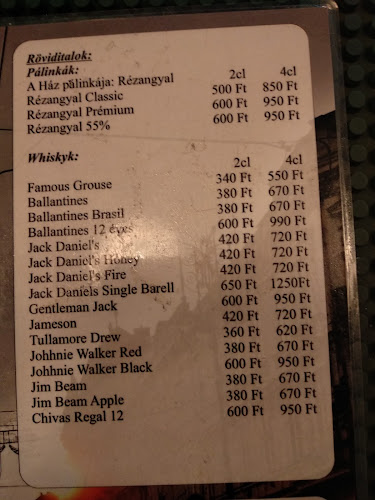 Röviditalok:
Pálinkák: 2cl 4cl
A Ház pálinkája: Rézangyal
Rézangyal Classic 500 Ft 850 Ft
Rézangyal Prémium 600 Ft 950 Ft
Rézangyal 55% 600 Ft 950 Ft
Whiskyk: 2cl 4cl
Famous Grouse 340 Ft 550 Ft
Ballantines 380 Ft 670 Ft
Ballantines Brasil 380 Ft 670 Ft
Ballantines 12 éves 600 Ft 990 Ft
Jack Daniel's 420 Ft 720 Ft
Jack Daniel's Honey 420 Ft 720 Ft
Jack Daniel's Fire 420 Ft 720 Ft
Jack Daniels Single Barell 650 Ft 1250Ft
Gentleman Jack 600 Ft 950 Ft
Jameson 420 Ft 720 Ft
Tullamore Drew 360 Ft 620 Ft
Johhnie Walker Red 380 Ft 670 Ft
Johhnie Walker Black 600 Ft 950 Ft
Jim Beam 380 Ft 670 Ft
Jim Beam Apple 380 Ft 670 Ft
Chivas Regal 12 600 Ft 950 Ft